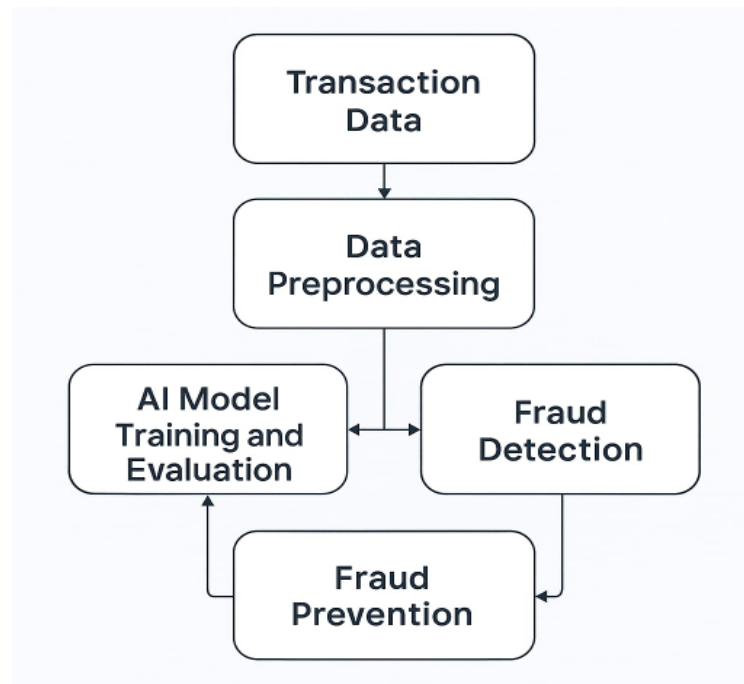 Transaction
Data
Data
Preprocessing
AI Model
Training and
Evaluation
Fraud
Detection
Fraud
Prevention